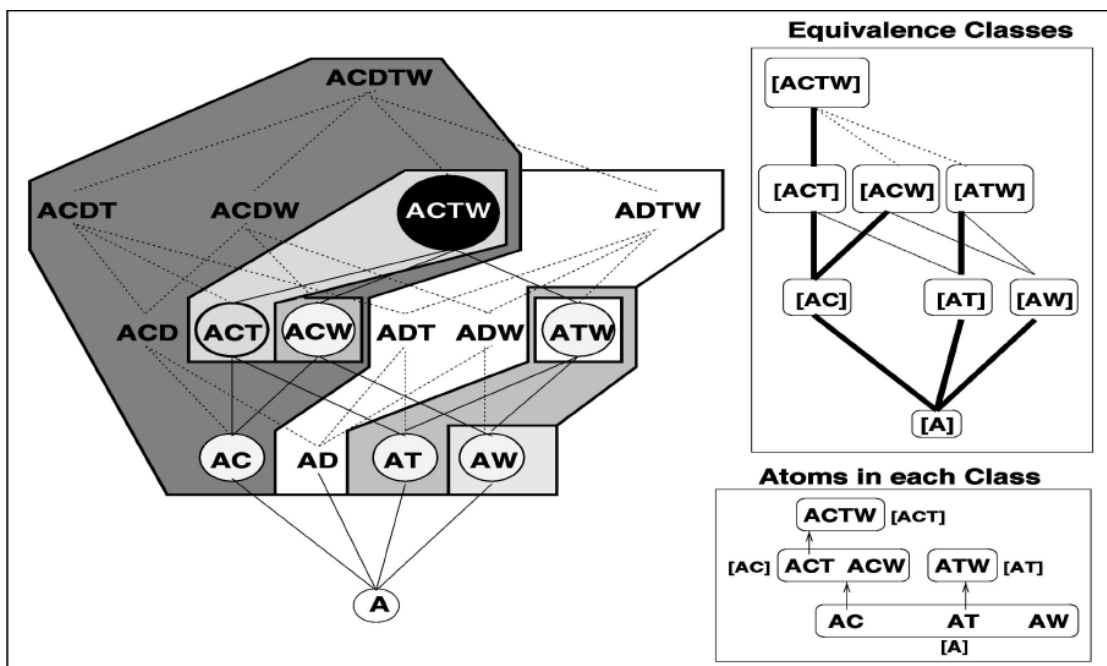 ACDTW
ACDT ACDW ACTW ADTW
ACD ACT ACW ADT ADW ATW
AC AD AT AW
A
Equivalence Classes
[ACTW]
[ACT] [ACW] [ATW]
[AC] [AT] [AW]
[A]
Atoms in each Class
ACTW [ACT]
[AC] ACT ACW ATW [AT]
AC AT AW
[A]